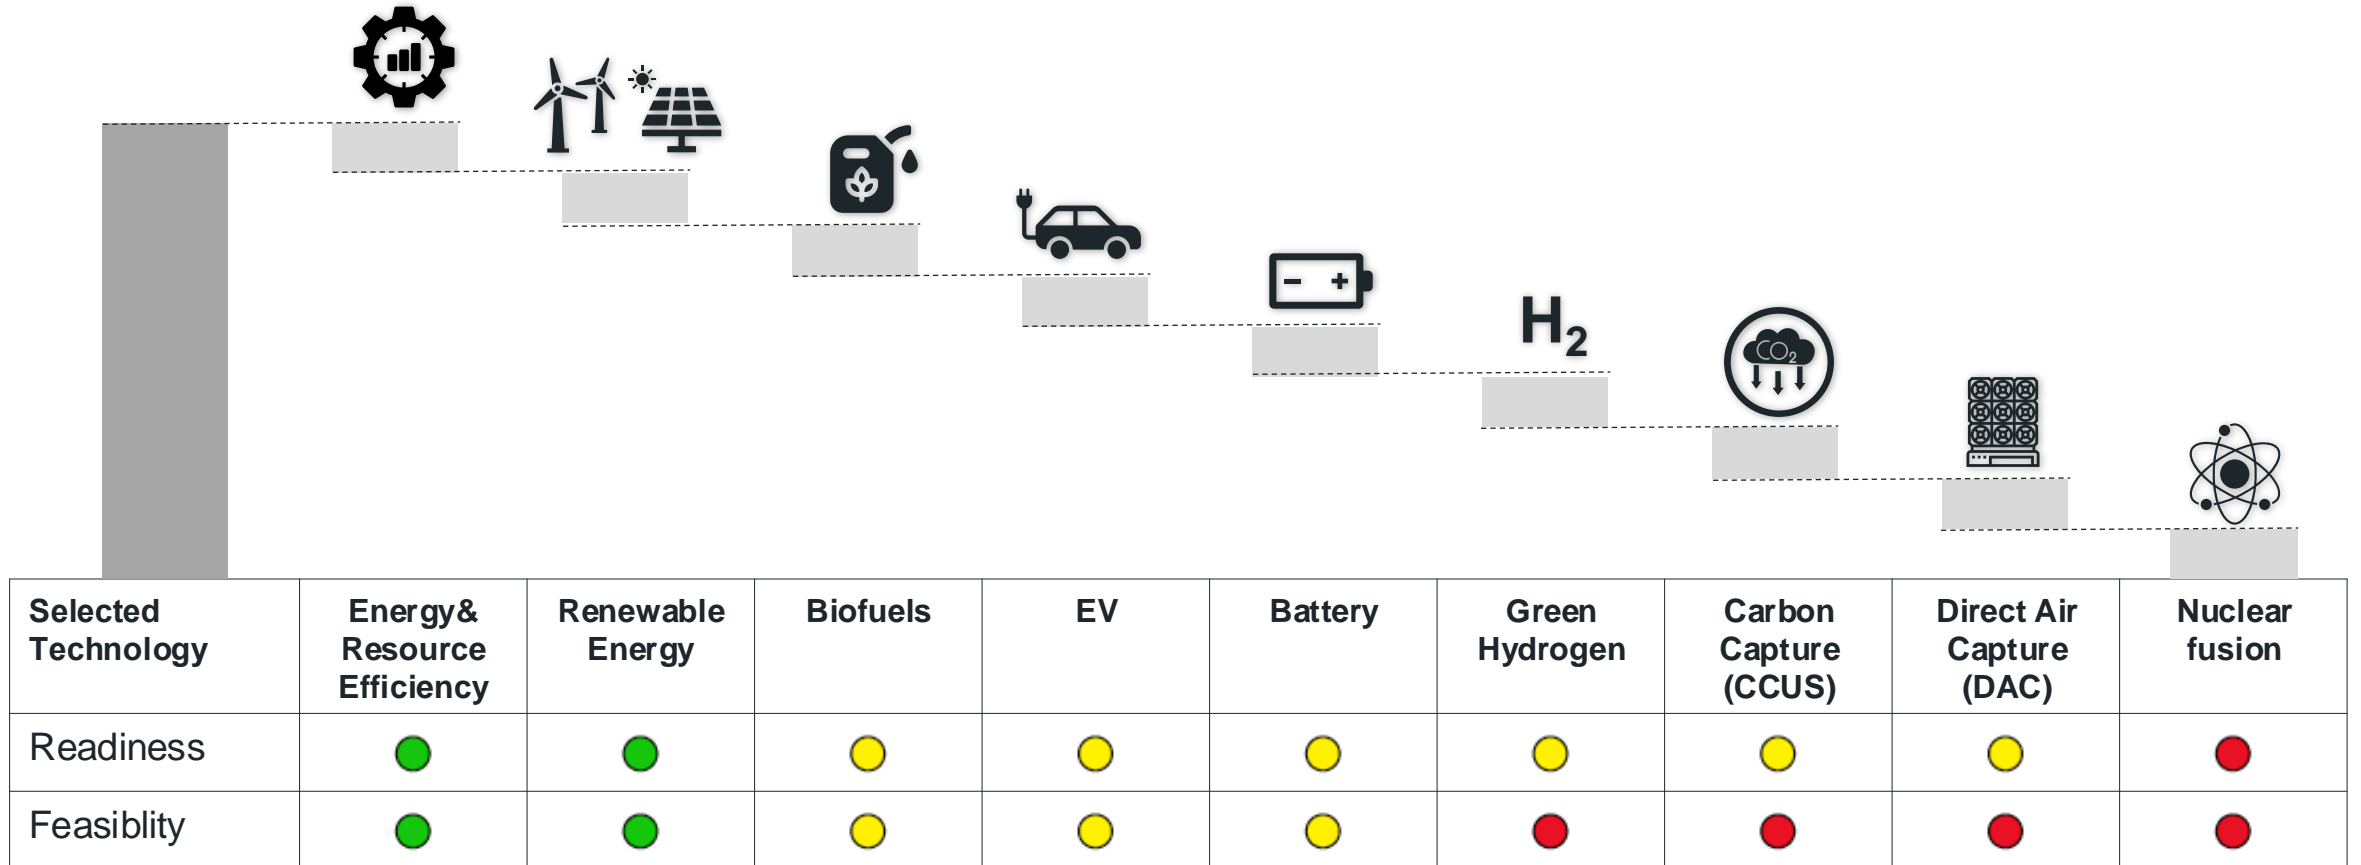 H2
CO2
Selected
Technology
Energy&
Resource
Efficiency
Renewable
Energy
Biofuels
EV
Battery
Green
Hydrogen
Carbon
Capture
(CCUS)
Direct Air
Capture
(DAC)
Nuclear
fusion
Readiness
Feasiblity